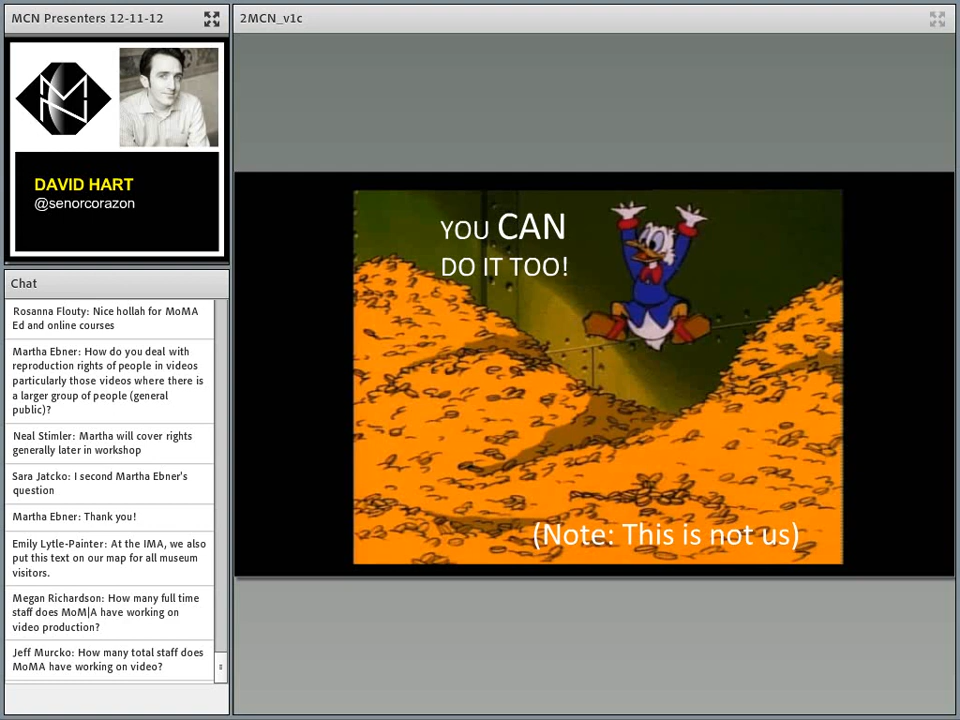 MCN Presenters 12-11-12
DAVID HART
@senorcorazon
Chat
Rosanna Flouty: Nice hollah for MoMA
Ed and online courses
Martha Ebner: How do you deal with
reproduction rights of people in videos
particularly those videos where there is
a larger group of people (general
public)?
Neal Stimler: Martha will cover rights
generally later in workshop
Sara Jatcko: I second Martha Ebner's
question
Martha Ebner: Thank you!
Emily Lytle-Painter: At the IMA, we also
put this text on our map for all museum
visitors.
Megan Richardson: How many full time
staff does MoM|A have working on
video production?
Jeff Murcko: How many total staff does
MoMA have working on video?
2MCN_v1c
YOU CAN
DO IT TOO!
(Note: This is not us)